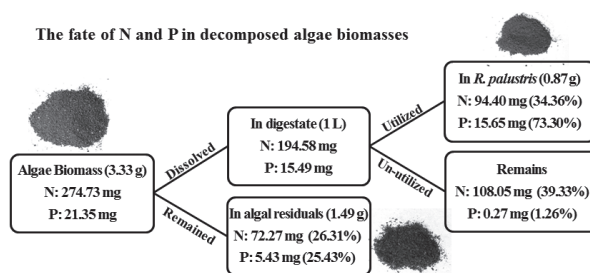 The fate of N and P in decomposed algae biomasses
Algae Biomass (3.33 g)
N: 274.73 mg
P: 21.35 mg
Dissolved
Remained
In digestate (1 L)
N: 194.58 mg
P: 15.49 mg
In algal residuals (1.49 g)
N: 72.27 mg (26.31%)
P: 5.43 mg (25.43%)
Utilized
Un-utilized
In R. palustris (0.87 g)
N: 94.40 mg (34.36%)
P: 15.65 mg (73.30%)
Remains
N: 108.05 mg (39.33%)
P: 0.27 mg (1.26%)